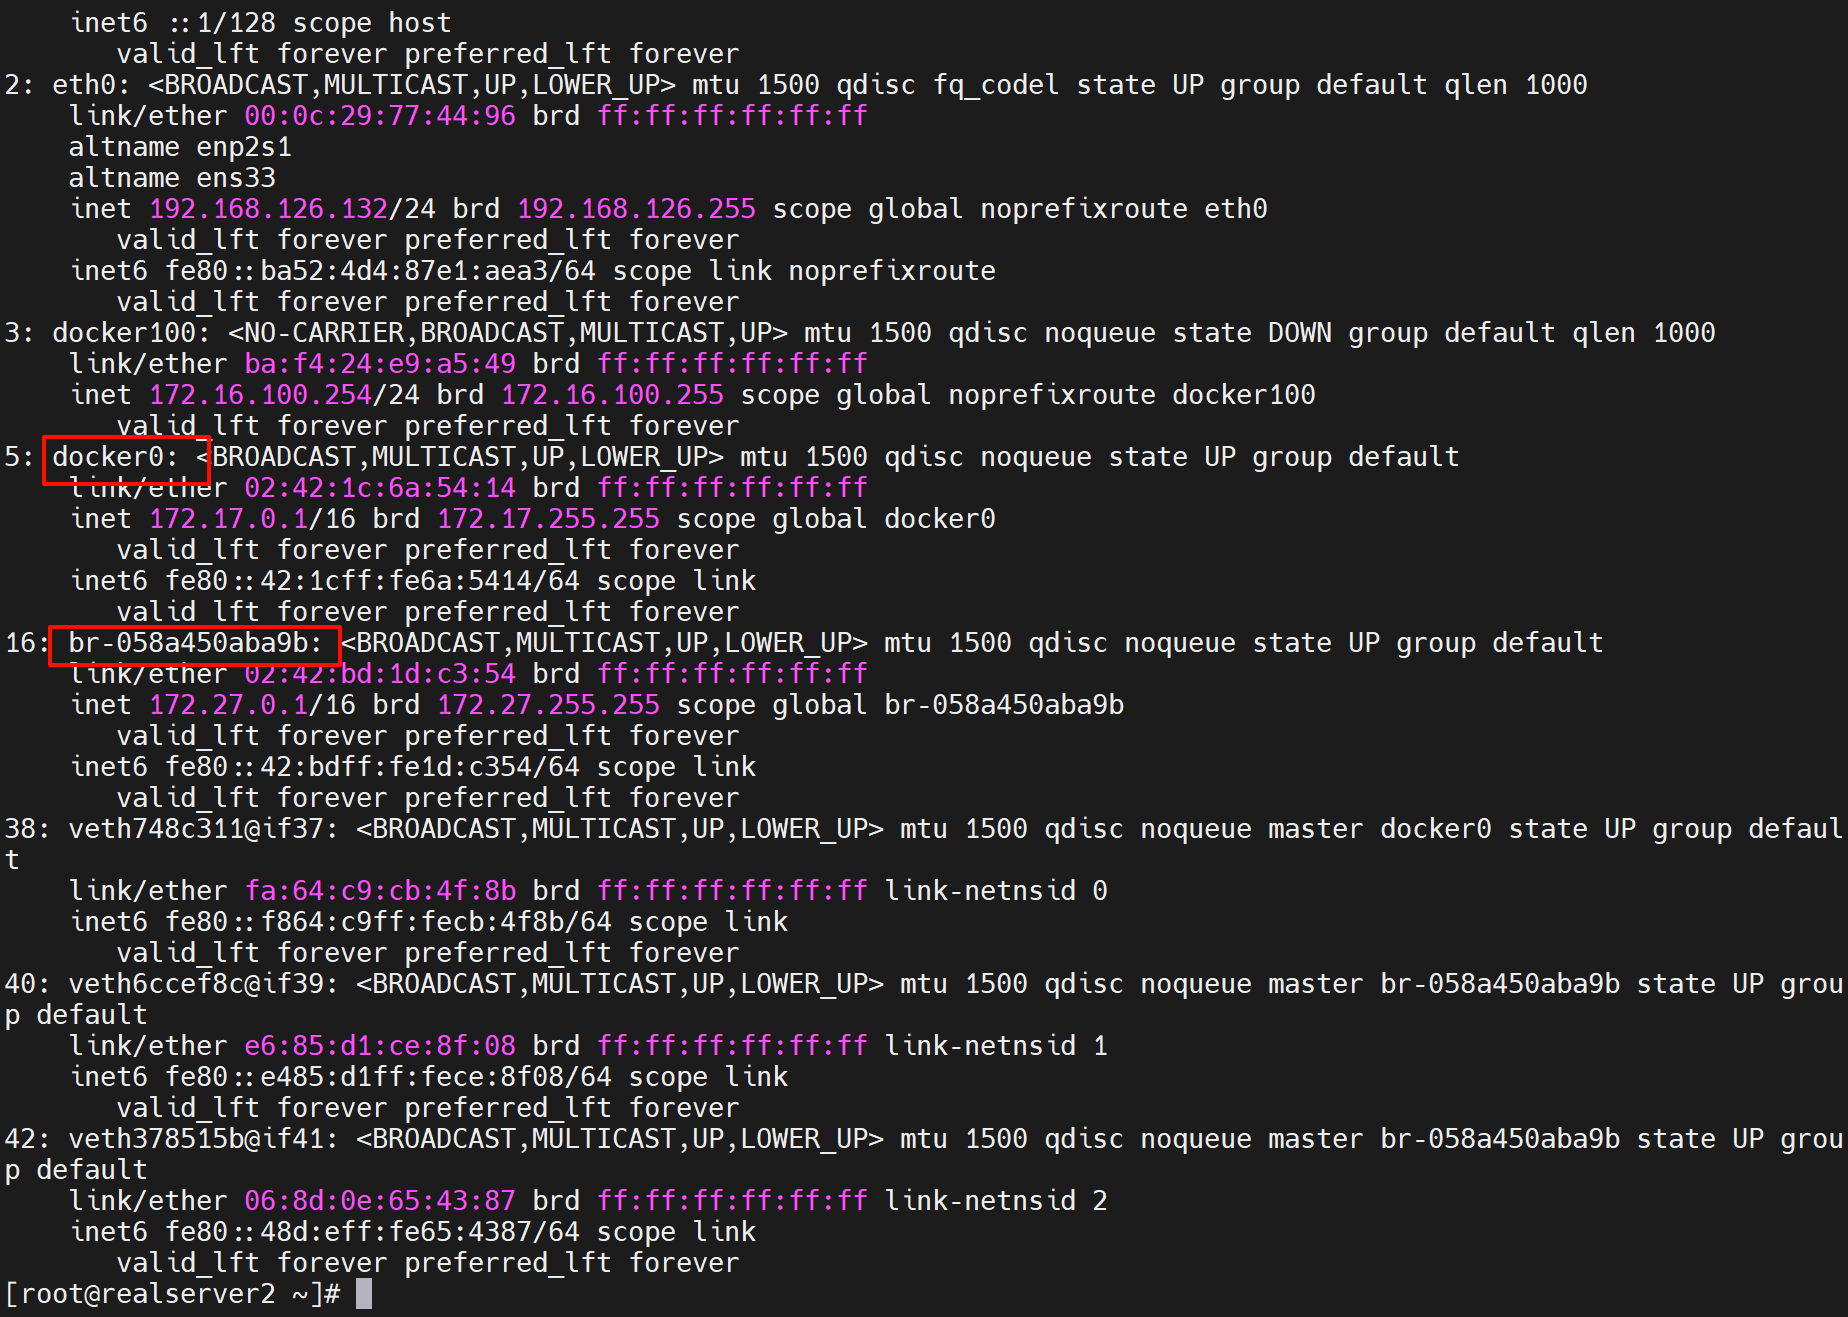 inet6 ::1/128 scope host
valid_lft forever preferred_lft forever
2: eth0: <BROADCAST,MULTICAST,UP,LOWER_UP> mtu 1500 qdisc fq_codel state UP group default qlen 1000
link/ether 00:0c:29:77:44:96 brd ff:ff:ff:ff:ff:ff
altname enp2s1
altname ens33
inet 192.168.126.132/24 brd 192.168.126.255 scope global noprefixroute eth0
valid_lft forever preferred_lft forever
inet6 fe80::ba52:4d4:87e1:aea3/64 scope link noprefixroute
valid_lft forever preferred_lft forever
3: docker100: <NO-CARRIER,BROADCAST,MULTICAST,UP> mtu 1500 qdisc noqueue state DOWN group default qlen 1000
link/ether ba:f4:24:e9:a5:49 brd ff:ff:ff:ff:ff:ff
inet 172.16.100.254/24 brd 172.16.100.255 scope global noprefixroute docker100
valid_lft forever preferred_lft forever
5: docker0: <BROADCAST,MULTICAST,UP,LOWER_UP> mtu 1500 qdisc noqueue state UP group default
link/ether 02:42:1c:6a:54:14 brd ff:ff:ff:ff:ff:ff
inet 172.17.0.1/16 brd 172.17.255.255 scope global docker0
valid_lft forever preferred_lft forever
inet6 fe80::42:1cff:fe6a:5414/64 scope link
valid_lft forever preferred_lft forever
16: br-058a450aba9b: <BROADCAST,MULTICAST,UP,LOWER_UP> mtu 1500 qdisc noqueue state UP group default
link/ether 02:42:bd:1d:c3:54 brd ff:ff:ff:ff:ff:ff
inet 172.27.0.1/16 brd 172.27.255.255 scope global br-058a450aba9b
valid_lft forever preferred_lft forever
inet6 fe80::42:bdff:fe1d:c354/64 scope link
valid_lft forever preferred_lft forever
38: veth748c311@if37: <BROADCAST,MULTICAST,UP,LOWER_UP> mtu 1500 qdisc noqueue master docker0 state UP group defaul
t
link/ether fa:64:c9:cb:4f:8b brd ff:ff:ff:ff:ff:ff link-netnsid 0
inet6 fe80::f864:c9ff:fecb:4f8b/64 scope link
valid_lft forever preferred_lft forever
40: veth6ccef8c@if39: <BROADCAST,MULTICAST,UP,LOWER_UP> mtu 1500 qdisc noqueue master br-058a450aba9b state UP grou
p default
link/ether e6:85:d1:ce:8f:08 brd ff:ff:ff:ff:ff:ff link-netnsid 1
inet6 fe80::e485:d1ff:fece:8f08/64 scope link
valid_lft forever preferred_lft forever
42: veth378515b@if41: <BROADCAST,MULTICAST,UP,LOWER_UP> mtu 1500 qdisc noqueue master br-058a450aba9b state UP grou
p default
link/ether 06:8d:0e:65:43:87 brd ff:ff:ff:ff:ff:ff link-netnsid 2
inet6 fe80::48d:eff:fe65:4387/64 scope link
valid_lft forever preferred_lft forever
[root@realserver2 ~]#